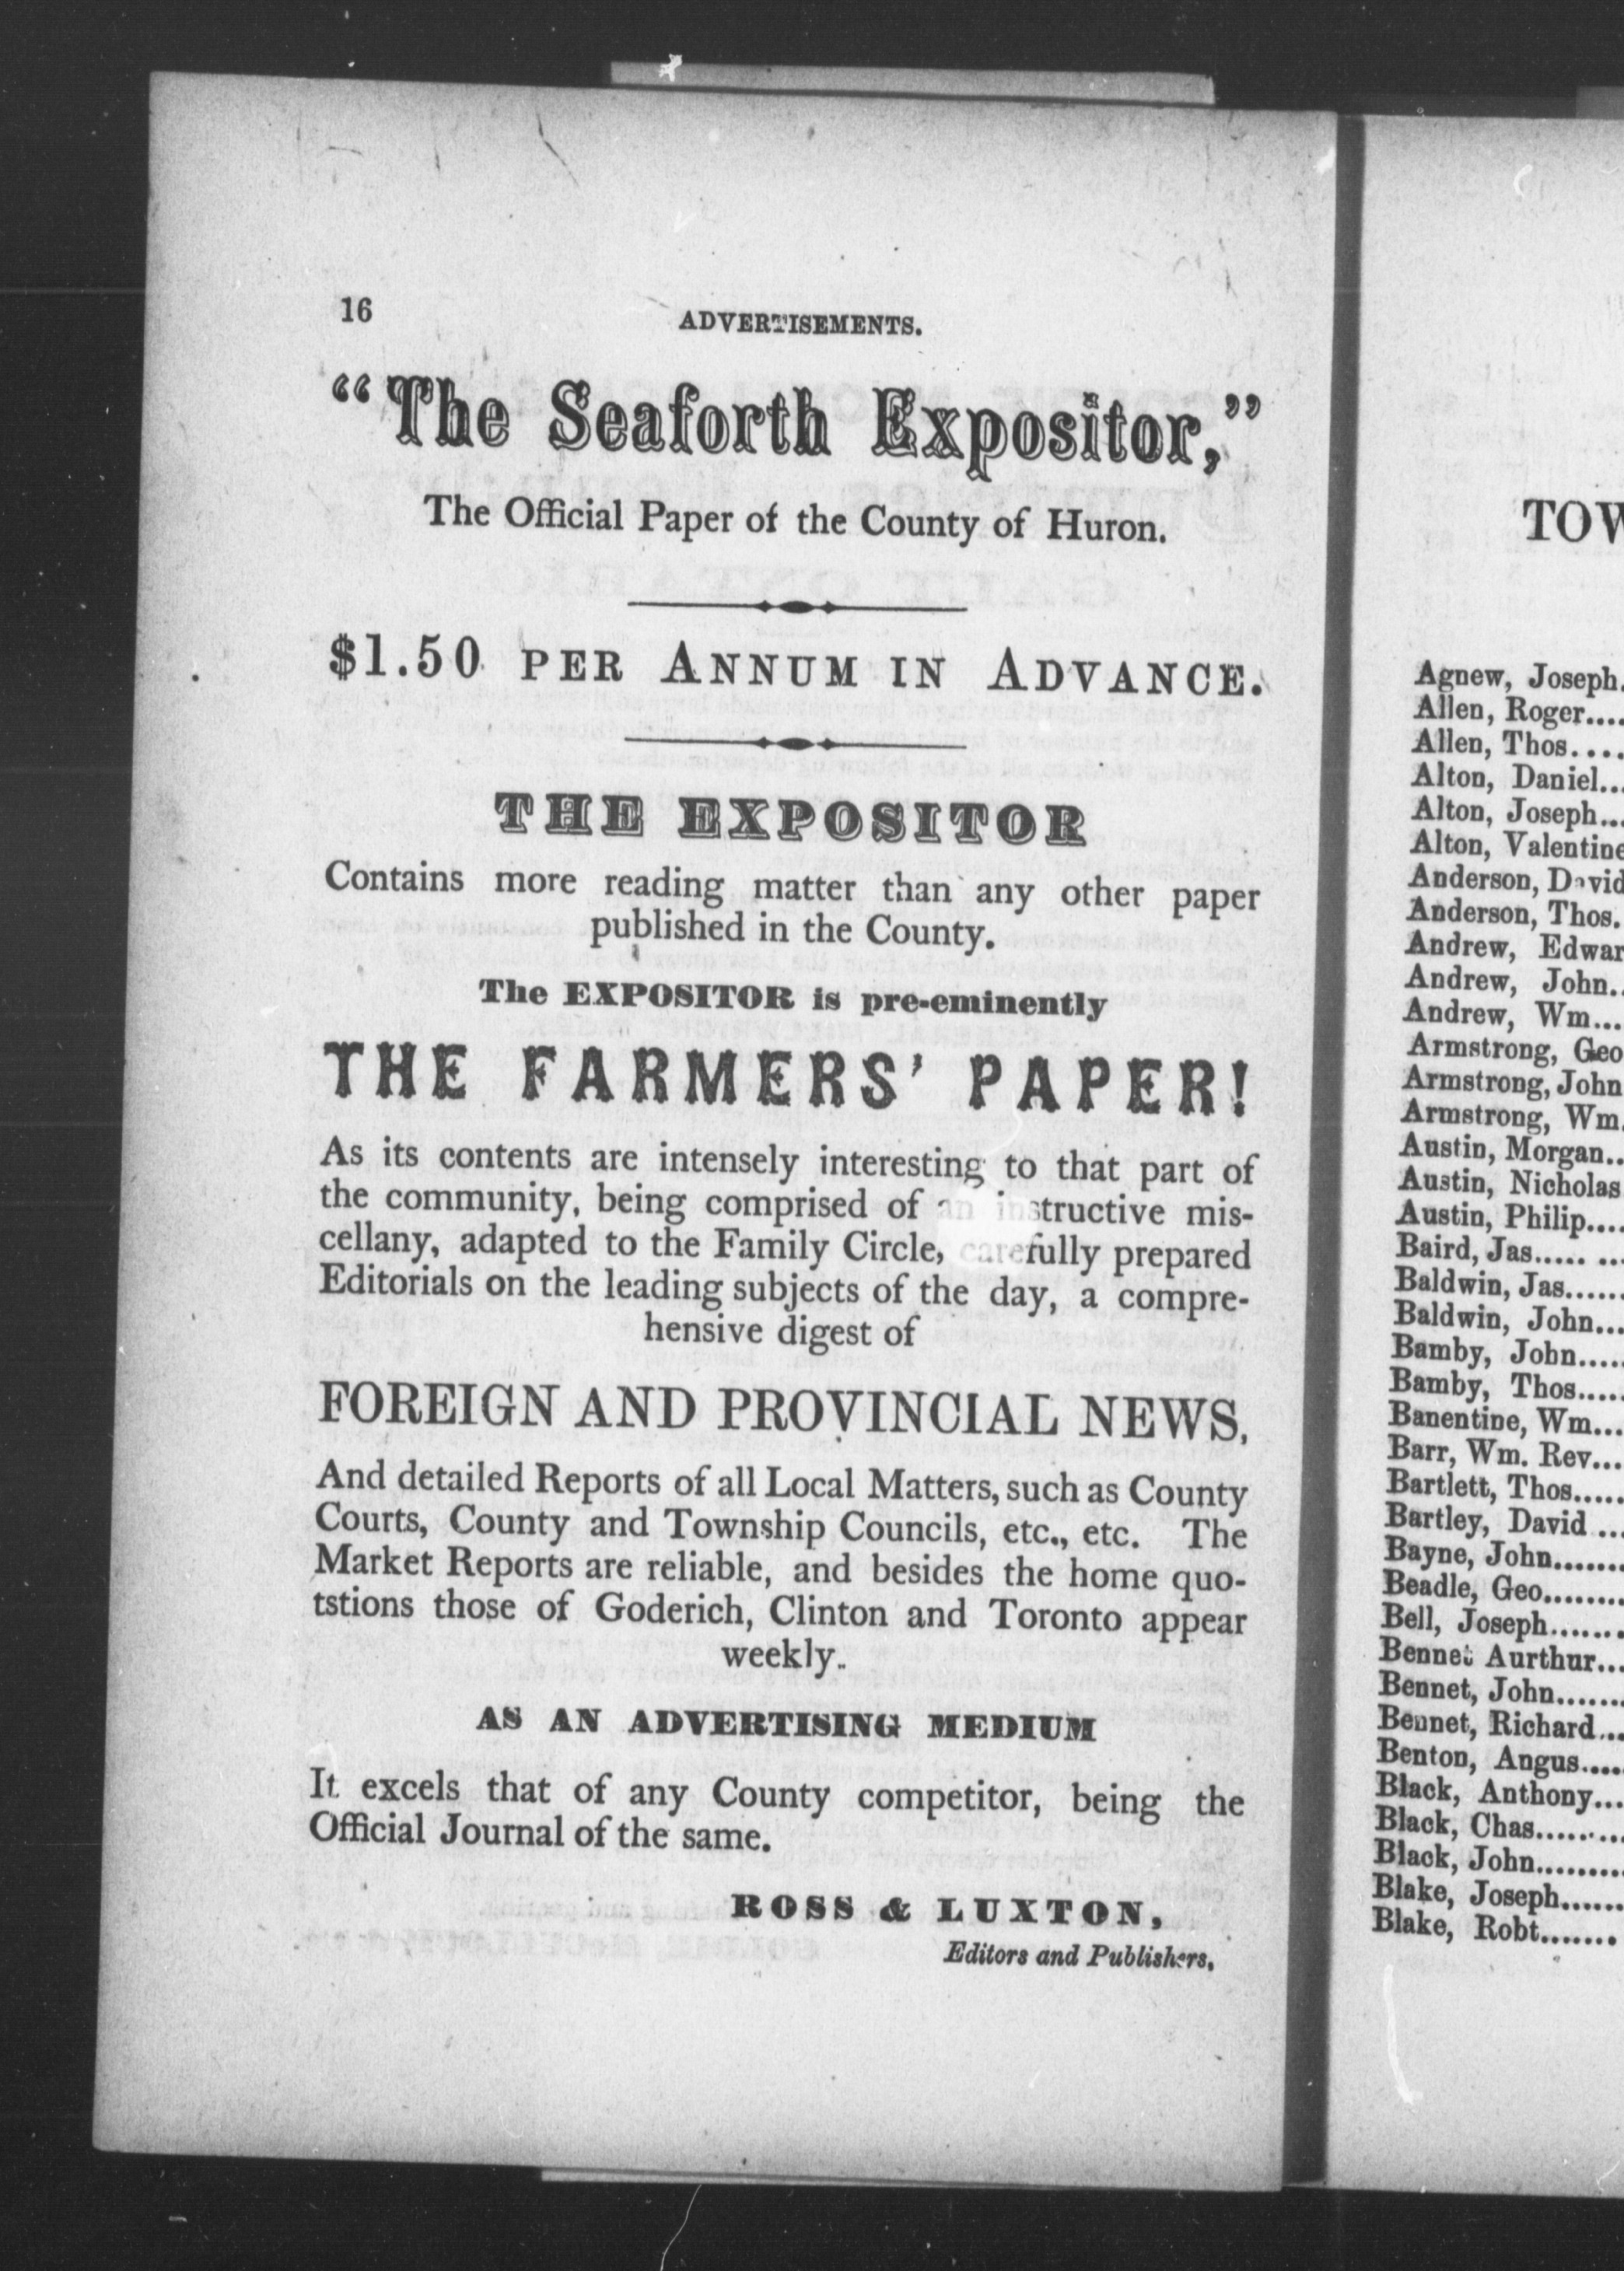 16
ADVERTISEMENTS.
"The Seaforth Expositor,"
The Official Paper of the County of Huron.
$1.50 PER ANNUM IN ADVANCE.
THE EXPOSITOR
Contains more reading matter than any other paper
published in the County.
The EXPOSITOR is pre-eminently
THE FARMERS' PAPER!
As its contents are intensely interesting to that part of
the community, being comprised of an instructive mis-
cellany, adapted to the Family Circle, carefully prepared
Editorials on the leading subjects of the day, a compre-
hensive digest of
FOREIGN AND PROVINCIAL NEWS,
And detailed Reports of all Local Matters, such as County
Courts, County and Township Councils, etc., etc. The
Market Reports are reliable, and besides the home quo-
tstions those of Goderich, Clinton and Toronto appear
weekly.
AS AN ADVERTISING MEDIUM
It excels that of any County competitor, being the
Official Journal of the same.
ROSS & LUXTON,
Editors and Publishers.
TOW
Agnew, Joseph.
Allen, Roger....
Allen, Thos....
Alton, Daniel...
Alton, Joseph...
Alton, Valentine
Anderson, David
Anderson, Thos.
Andrew, Edwar
Andrew, John..
Andrew, Wm...
Armstrong, Geo
Armstrong, John
Armstrong, Wm.
Austin, Morgan..
Austin, Nicholas
Austin, Philip....
Baird, Jas..... ...
Baldwin, Jas......
Baldwin, John...
Bamby, John.....
Bamby, Thos.....
Banentine, Wm...
Barr, Wm. Rev...
Bartlett, Thos.....
Bartley, David ...
Bayne, John.......
Beadle, Geo........
Bell, Joseph.......
Bennet Aurthur...
Bennet, John.......
Bennet, Richard...
Benton, Angus.....
Black, Anthony...
Black, Chas.........
Black, John.........
Blake, Joseph......
Blake, Robt.......